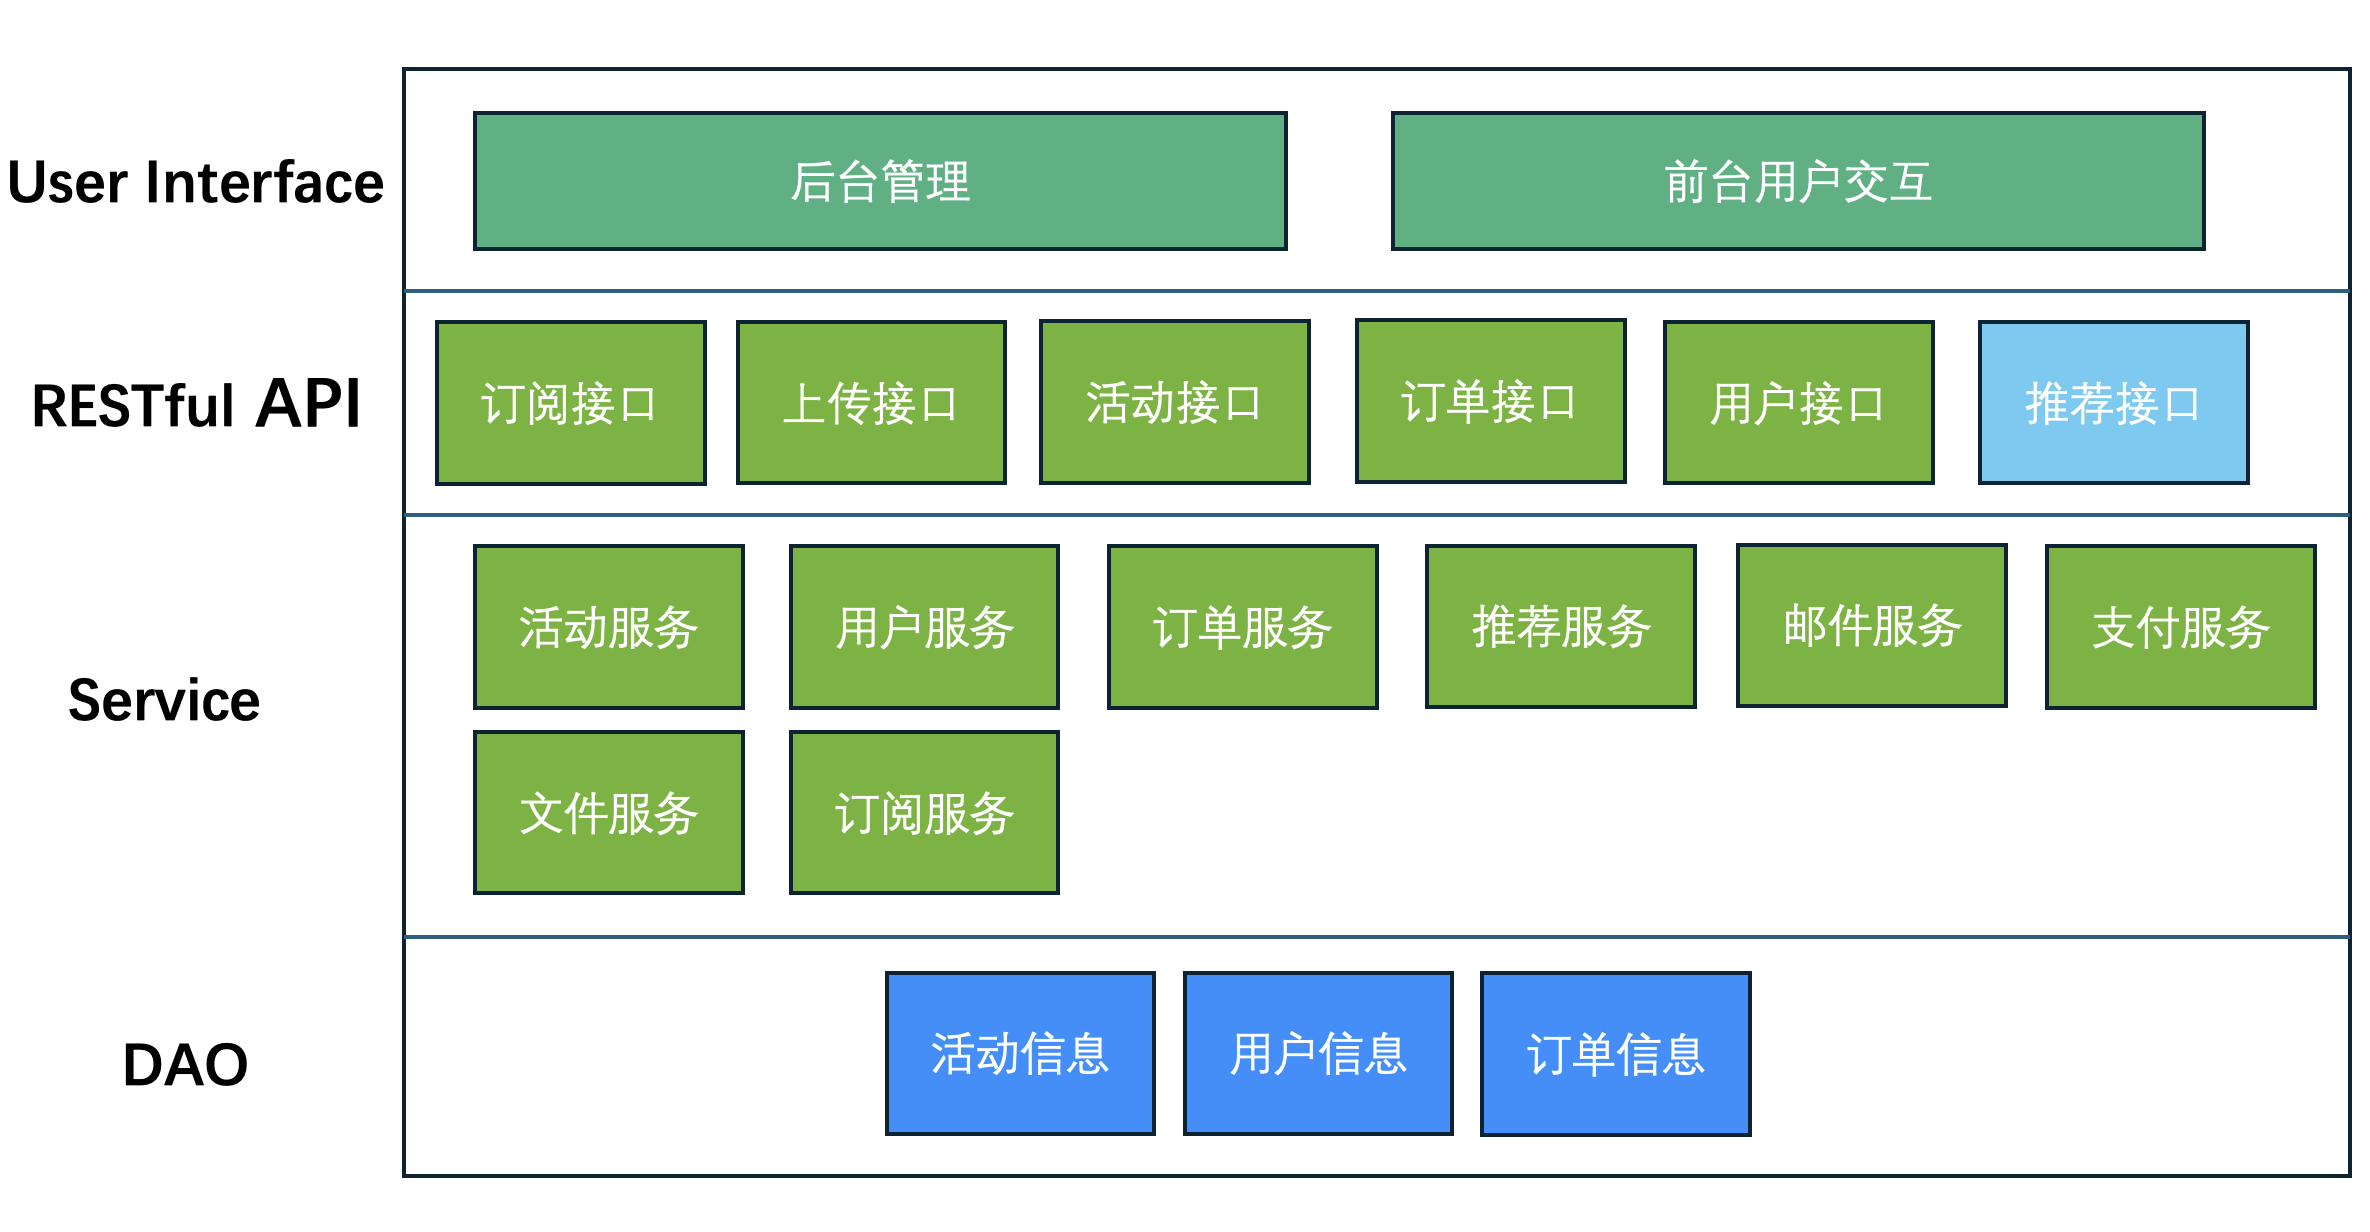 User Interface
后台管理
前台用户交互
RESTful API
订阅接口
上传接口
活动接口
订单接口
用户接口
推荐接口
Service
活动服务
用户服务
订单服务
推荐服务
邮件服务
支付服务
文件服务
订阅服务
DAO
活动信息
用户信息
订单信息